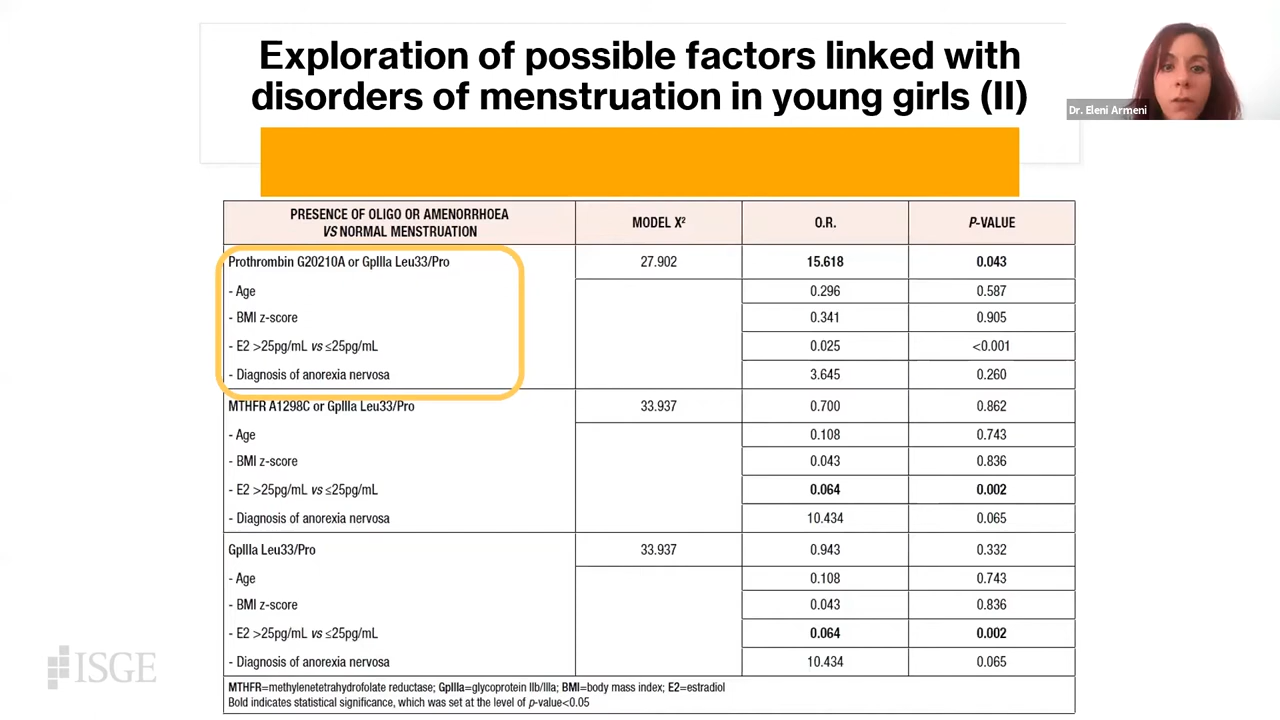 Exploration of possible factors linked with
disorders of menstruation in young girls (II)
Dr. Eleni Armeni
PRESENCE OF OLIGO OR AMENORRHOEA
VS NORMAL MENSTRUATION
MODEL X²
O.R.
P-VALUE
Prothrombin G20210A or GpIIIa Leu33/Pro 27.902 15.618 0.043
- Age 0.296 0.587
- BMI z-score 0.341 0.905
- E2 >25pg/mL vs ≤25pg/mL 0.025 <0.001
- Diagnosis of anorexia nervosa 3.645 0.260
MTHFR A1298C or GpIIIa Leu33/Pro 33.937 0.700 0.862
- Age 0.108 0.743
- BMI z-score 0.043 0.836
- E2 >25pg/mL vs ≤25pg/mL 0.064 0.002
- Diagnosis of anorexia nervosa 10.434 0.065
GpIIIa Leu33/Pro 33.937 0.943 0.332
- Age 0.108 0.743
- BMI z-score 0.043 0.836
- E2 >25pg/mL vs ≤25pg/mL 0.064 0.002
- Diagnosis of anorexia nervosa 10.434 0.065
MTHFR=methylenetetrahydrofolate reductase; GpIIIa=glycoprotein IIb/IIIa; BMI=body mass index; E2=estradiol
Bold indicates statistical significance, which was set at the level of p-value<0.05
ISGE